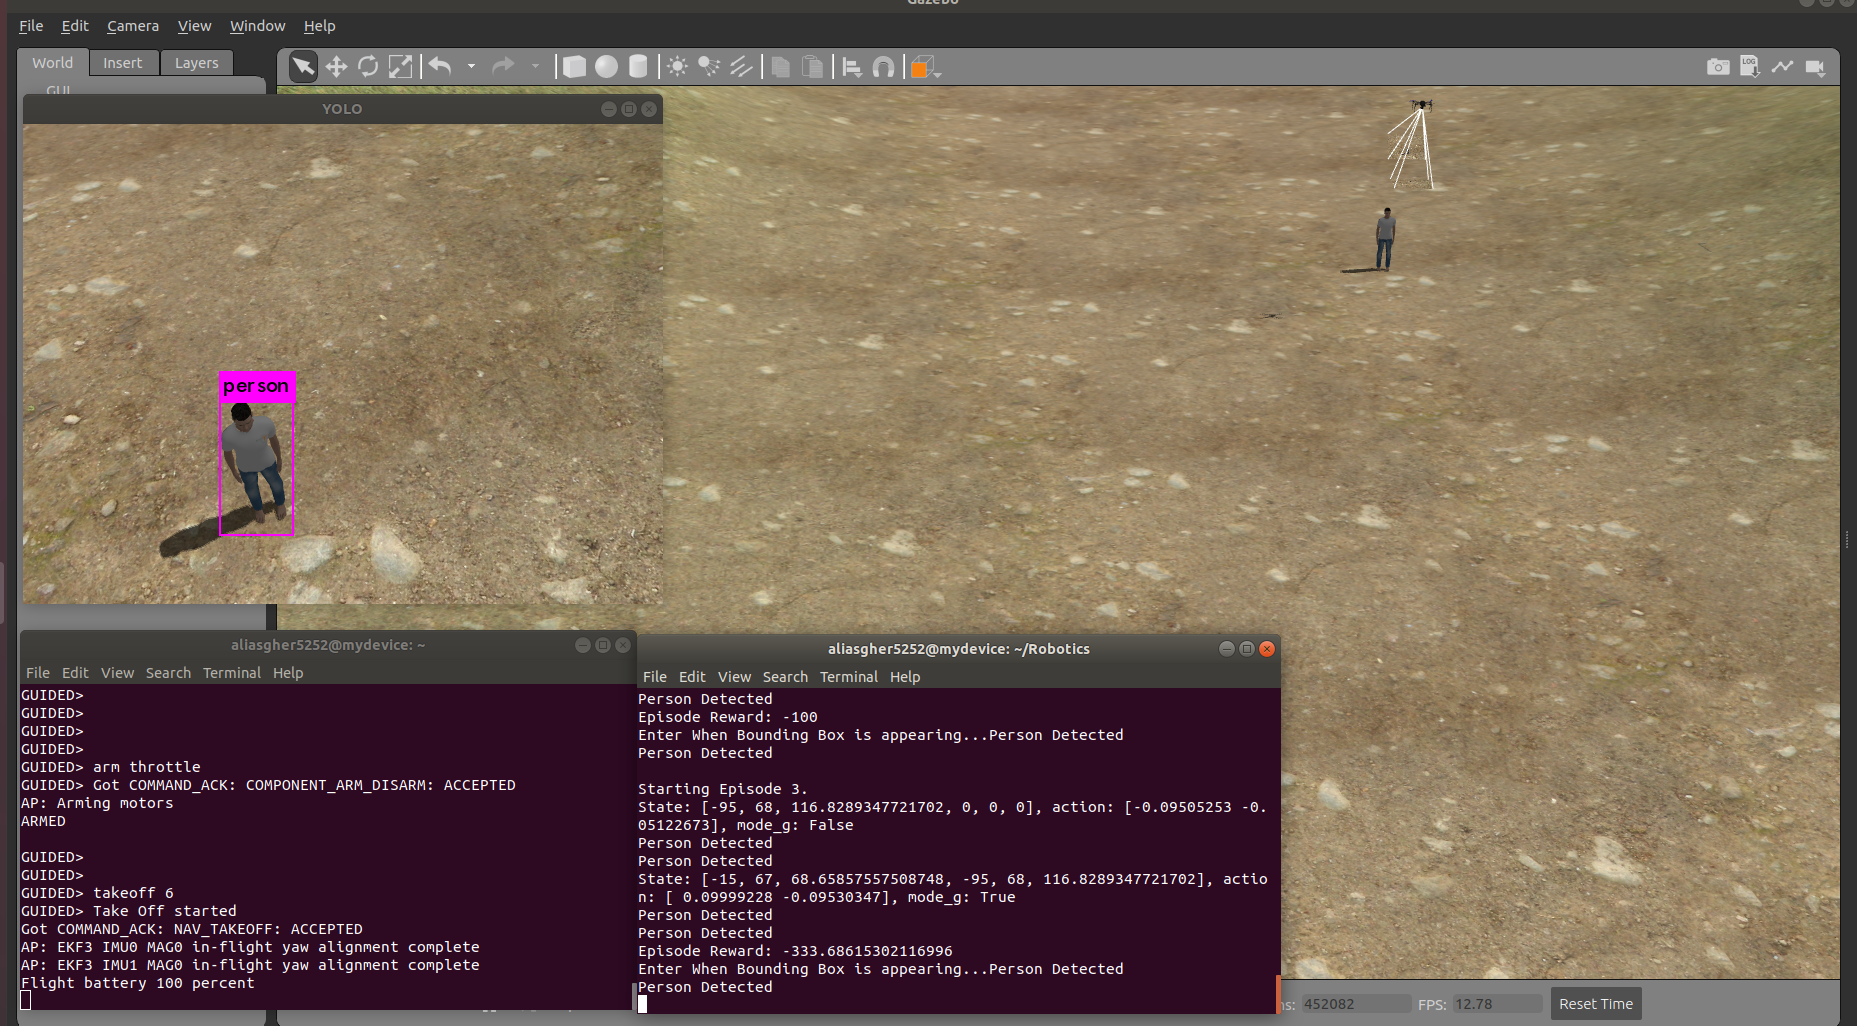 Gazebo
File Edit Camera View Window Help
World Insert Layers
GUI
LOG
YOLO
person
aliasgher5252@mydevice: ~
File Edit View Search Terminal Help
GUIDED>
GUIDED>
GUIDED>
GUIDED>
GUIDED> arm throttle
GUIDED> Got COMMAND_ACK: COMPONENT_ARM_DISARM: ACCEPTED
AP: Arming motors
ARMED
GUIDED>
GUIDED>
GUIDED> takeoff 6
GUIDED> Take Off started
Got COMMAND_ACK: NAV_TAKEOFF: ACCEPTED
AP: EKF3 IMU0 MAG0 in-flight yaw alignment complete
AP: EKF3 IMU1 MAG0 in-flight yaw alignment complete
Flight battery 100 percent
aliasgher5252@mydevice: ~/Robotics
File Edit View Search Terminal Help
Person Detected
Episode Reward: -100
Enter When Bounding Box is appearing...Person Detected
Person Detected
Starting Episode 3.
State: [-95, 68, 116.8289347721702, 0, 0, 0], action: [-0.09505253 -0.
05122673], mode_g: False
Person Detected
Person Detected
State: [-15, 67, 68.65857557508748, -95, 68, 116.8289347721702], actio
n: [ 0.09999228 -0.09530347], mode_g: True
Person Detected
Person Detected
Episode Reward: -333.68615302116996
Enter When Bounding Box is appearing...Person Detected
Person Detected
ns: 452082 FPS: 12.78 Reset Time